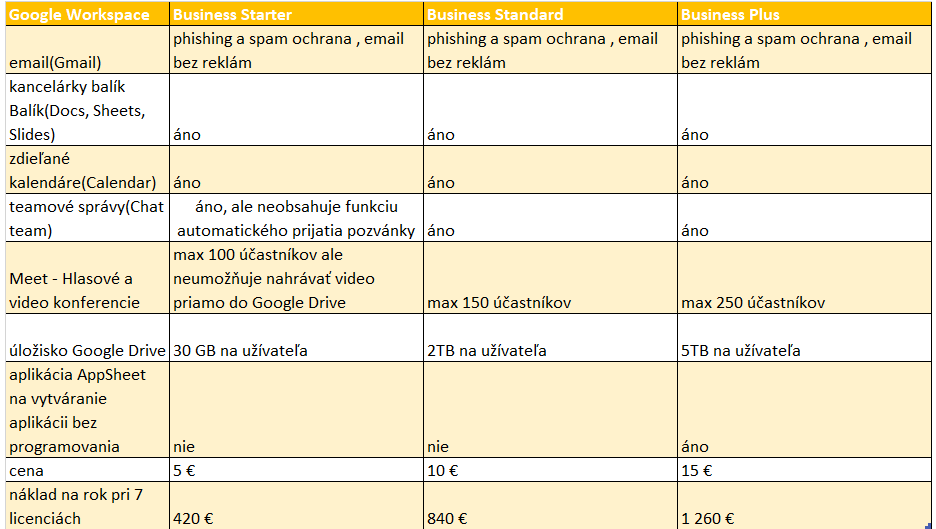 Google Workspace Business Starter Business Standard Business Plus
email(Gmail) phishing a spam ochrana , email bez reklám phishing a spam ochrana , email bez reklám phishing a spam ochrana , email bez reklám
kancelárky balík
Balík(Docs, Sheets,
Slides) áno áno áno
zdieľané
kalendáre(Calendar) áno áno áno
teamové správy(Chat
team) áno, ale neobsahuje funkciu automatického prijatia pozvánky áno áno
Meet - Hlasové a
video konferencie max 100 účastníkov ale neumožňuje nahrávať video priamo do Google Drive max 150 účastníkov max 250 účastníkov
úložisko Google Drive 30 GB na užívateľa 2TB na užívateľa 5TB na užívateľa
aplikácia AppSheet
na vytváranie
aplikácii bez
programovania nie nie áno
cena 5 € 10 € 15 €
náklad na rok pri 7
licenciách 420 € 840 € 1 260 €